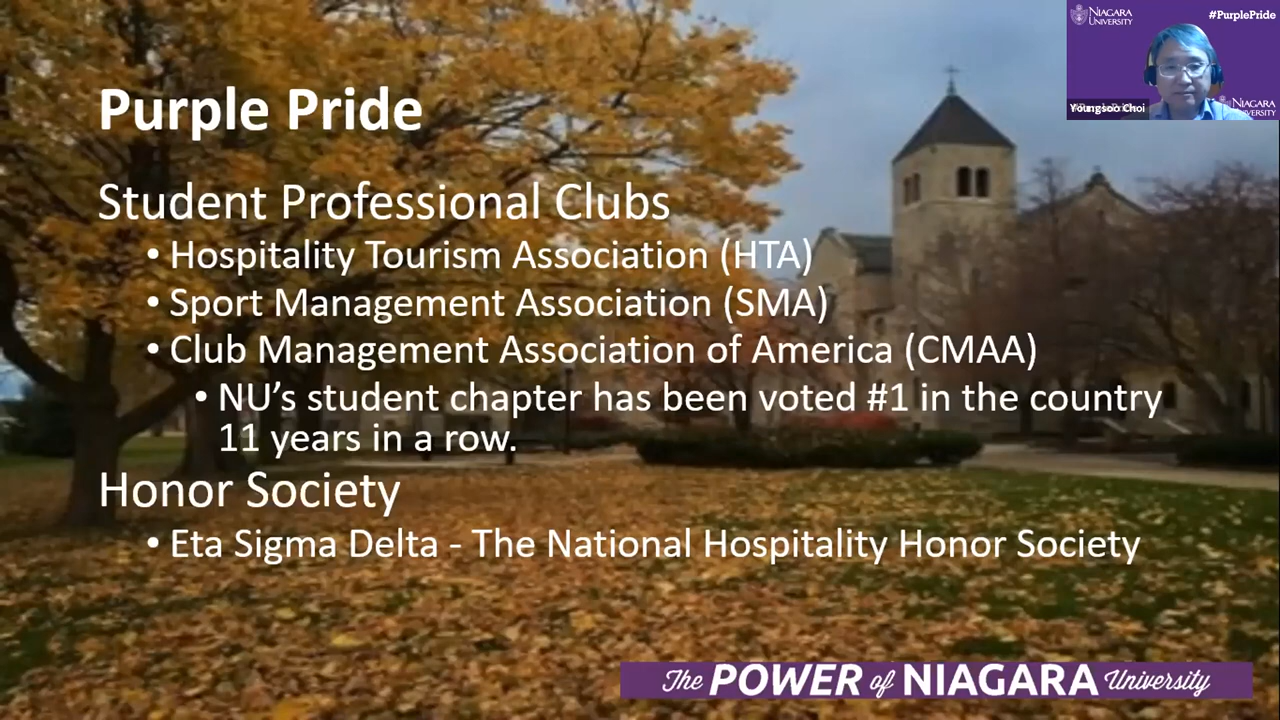 NIAGARA
UNIVERSITY
#PurplePride
Youngsoo Choi
NIAGARA
UNIVERSITY
Purple Pride
Student Professional Clubs
• Hospitality Tourism Association (HTA)
• Sport Management Association (SMA)
• Club Management Association of America (CMAA)
• NU’s student chapter has been voted #1 in the country
11 years in a row.
Honor Society
• Eta Sigma Delta - The National Hospitality Honor Society
The POWER of NIAGARA University